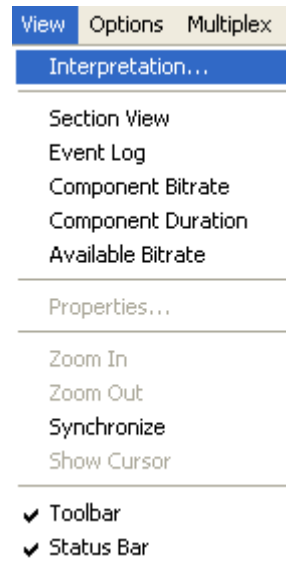 View Options Multiplex
Interpretation...
Section View
Event Log
Component Bitrate
Component Duration
Available Bitrate
Properties...
Zoom In
Zoom Out
Synchronize
Show Cursor
Toolbar
Status Bar